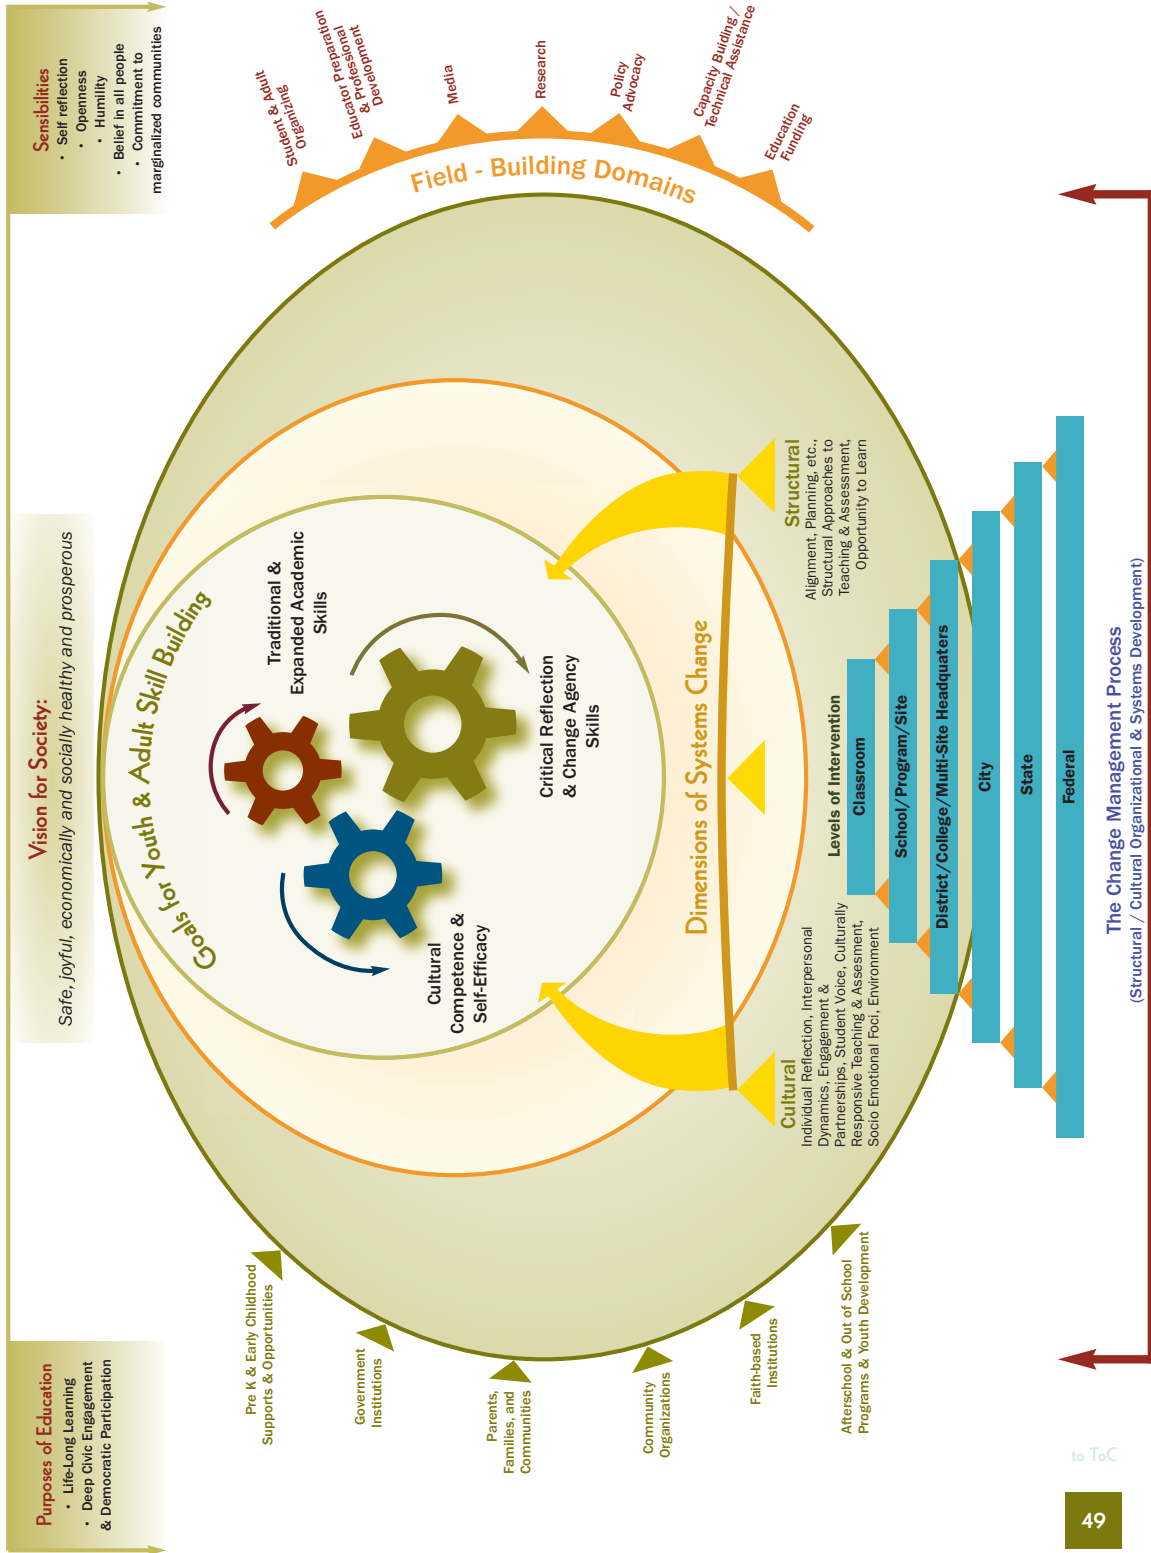 Vision for Society:
Safe, joyful, economically and socially healthy and prosperous
Purposes of Education
• Life-Long Learning
• Deep Civic Engagement
& Democratic Participation
Sensibilities
• Self reflection
• Openness
• Humility
• Belief in all people
• Commitment to
marginalized communities
Goals for Youth & Adult Skill Building
Traditional &
Expanded Academic
Skills
Cultural
Competence &
Self-Efficacy
Critical Reflection
& Change Agency
Skills
Dimensions of Systems Change
Cultural
Individual Reflection, Interpersonal
Dynamics, Engagement &
Partnerships, Student Voice, Culturally
Responsive Teaching & Assesment,
Socio Emotional Foci, Environment
Structural
Alignment, Planning, etc.,
Structural Approaches to
Teaching & Assessment,
Opportunity to Learn
Levels of Intervention
Classroom
School/Program/Site
District/College/Multi-Site Headquaters
City
State
Federal
Pre K & Early Childhood
Supports & Opportunities
Government
Institutions
Parents,
Families, and
Communities
Community
Organizations
Faith-based
Institutions
Afterschool & Out of School
Programs & Youth Development
Field - Building Domains
Student & Adult
Organizing
Educator Preparation
& Professional
Development
Media
Research
Policy
Advocacy
Capacity Buiding /
Technical Assistance
Education
Funding
The Change Management Process
(Structural / Cultural Organizational & Systems Development)
to ToC
49